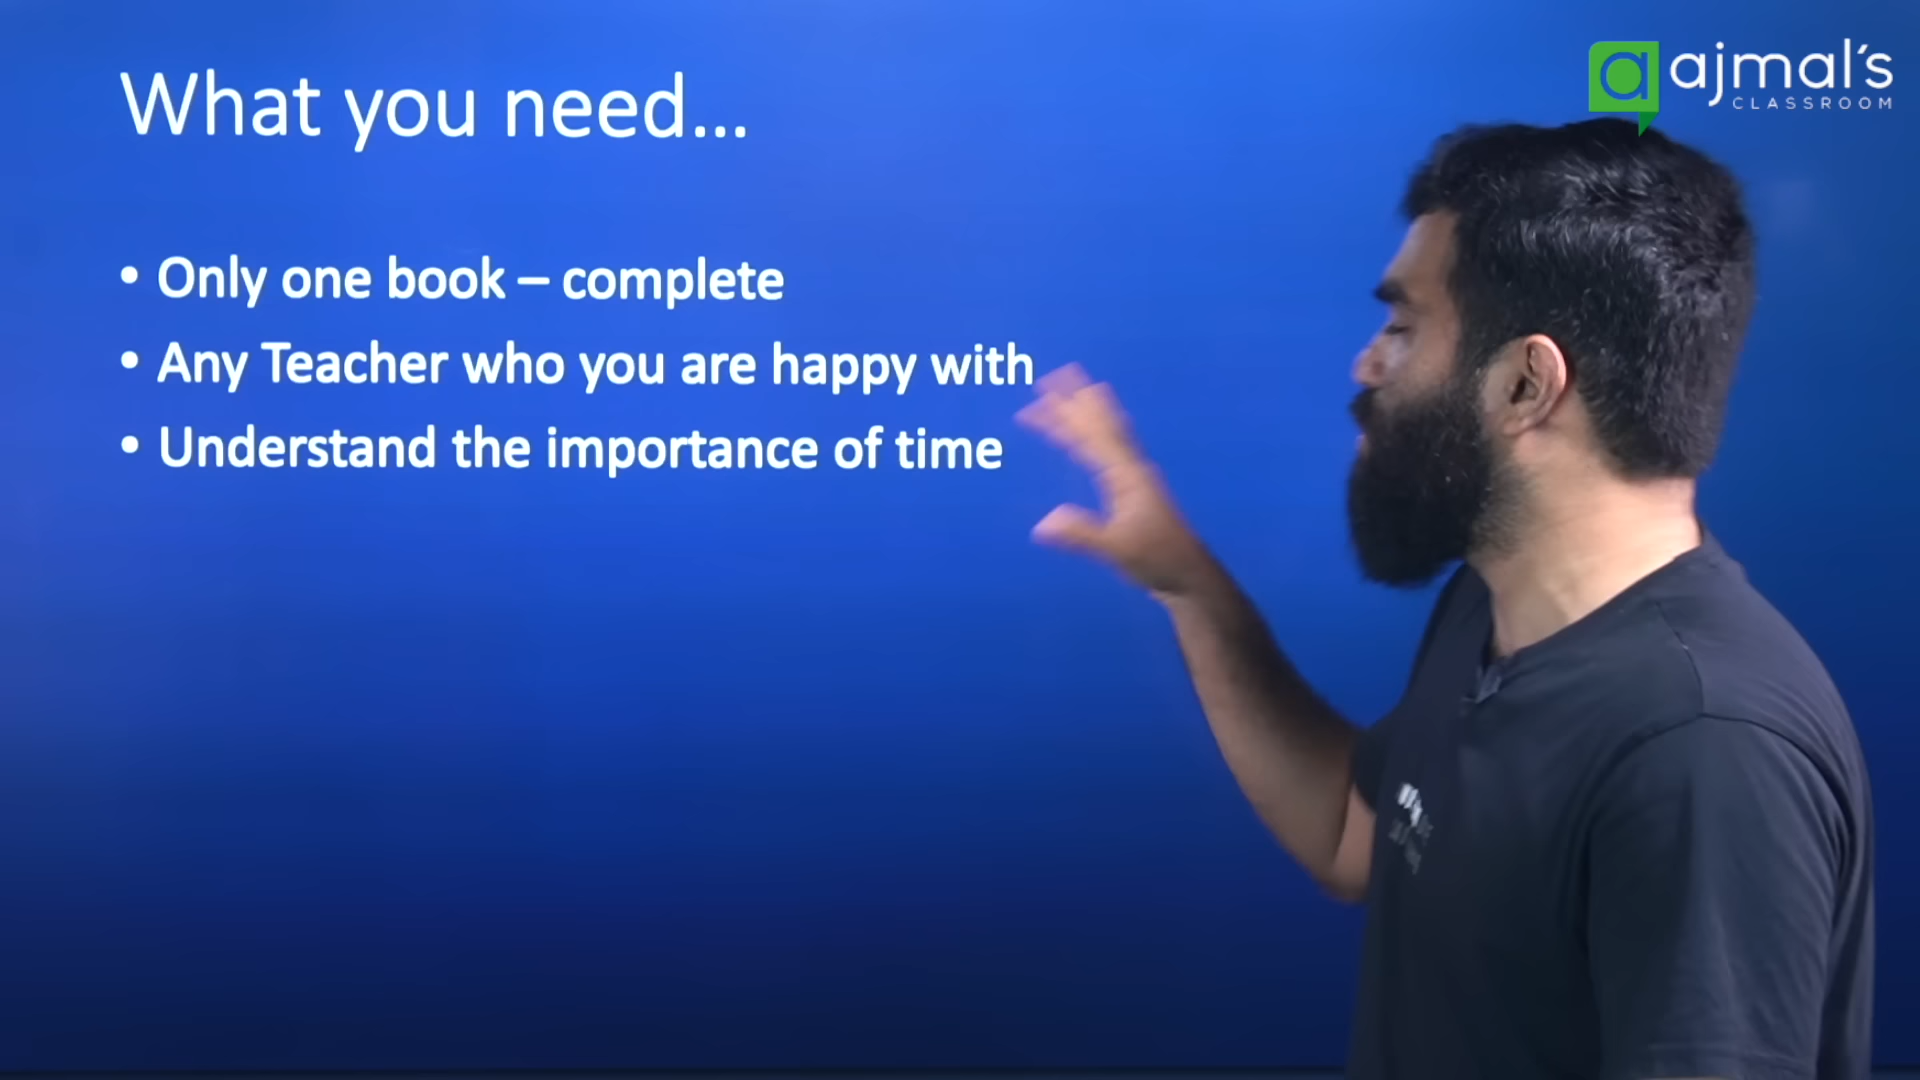 What you need...
• Only one book – complete
• Any Teacher who you are happy with
• Understand the importance of time
ajmal's
CLASSROOM